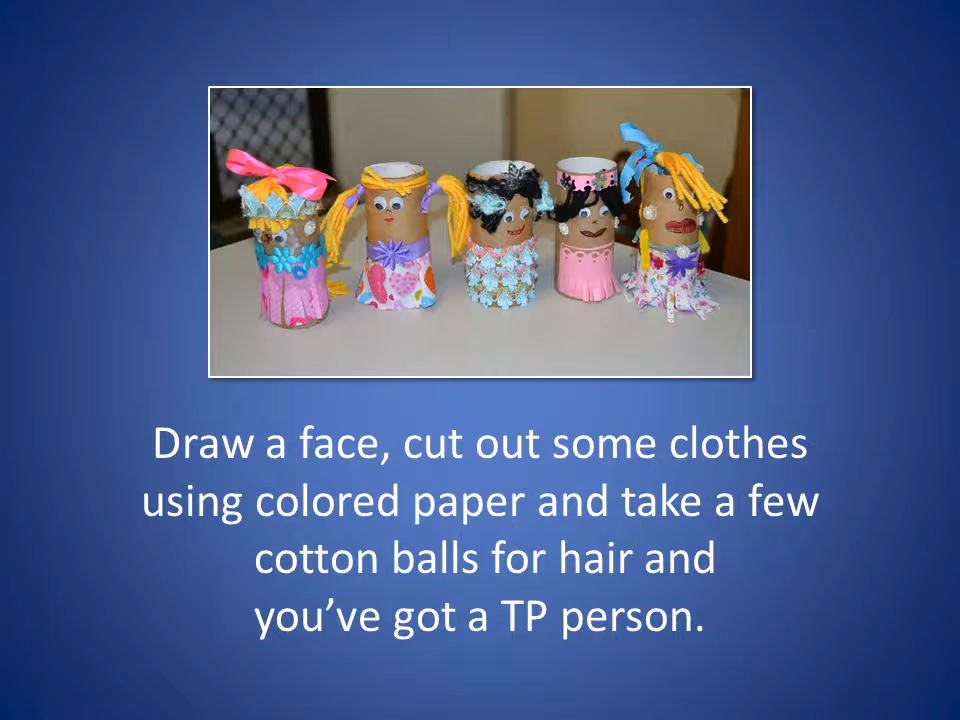 Draw a face, cut out some clothes
using colored paper and take a few
cotton balls for hair and
you’ve got a TP person.